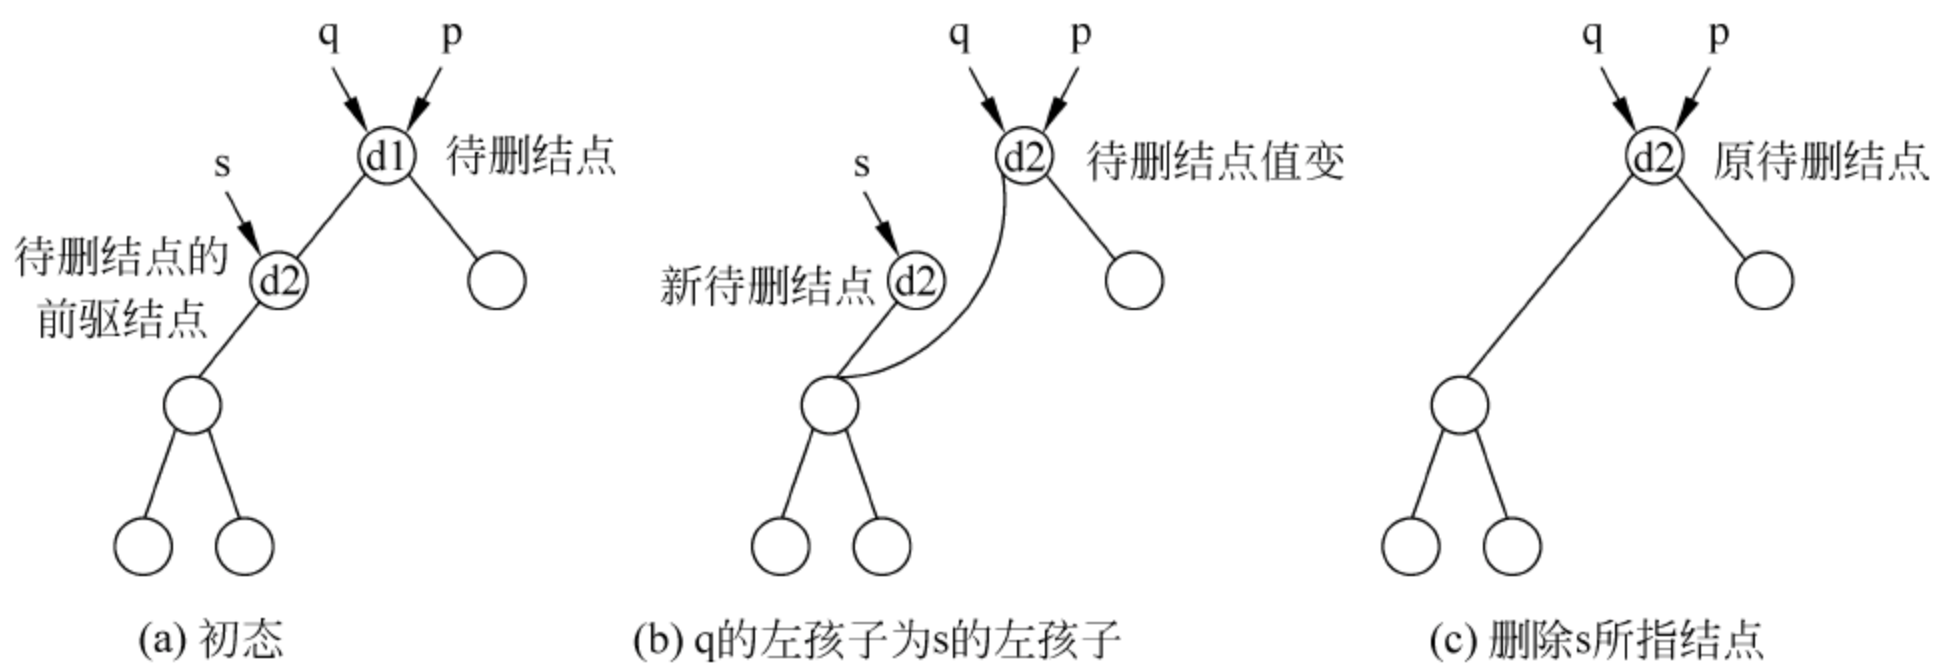 q p
d1 待删结点
s
待删结点的
前驱结点
d2
(a) 初态
q p
d2 待删结点值变
s
新待删结点 d2
(b) q的左孩子为s的左孩子
q p
d2 原待删结点
(c) 删除s所指结点